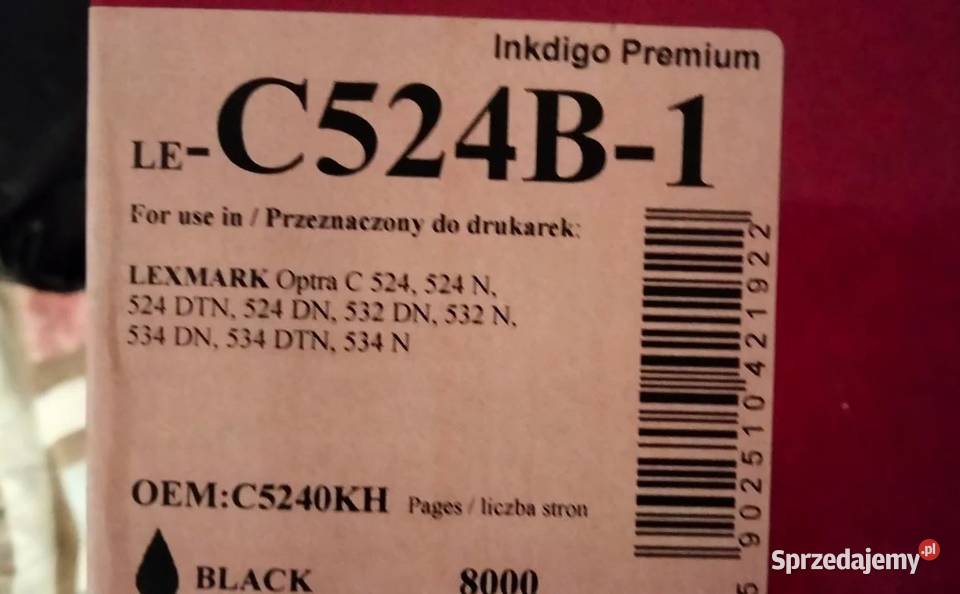 Inkdigo Premium
LE-C524B-1
For use in / Przeznaczony do drukarek:
LEXMARK Optra C 524, 524 N,
524 DTN, 524 DN, 532 DN, 532 N,
534 DN, 534 DTN, 534 N
OEM:C5240KH Pages / liczba stron
BLACK 8000
5902510421922
Sprzedajemy.pl